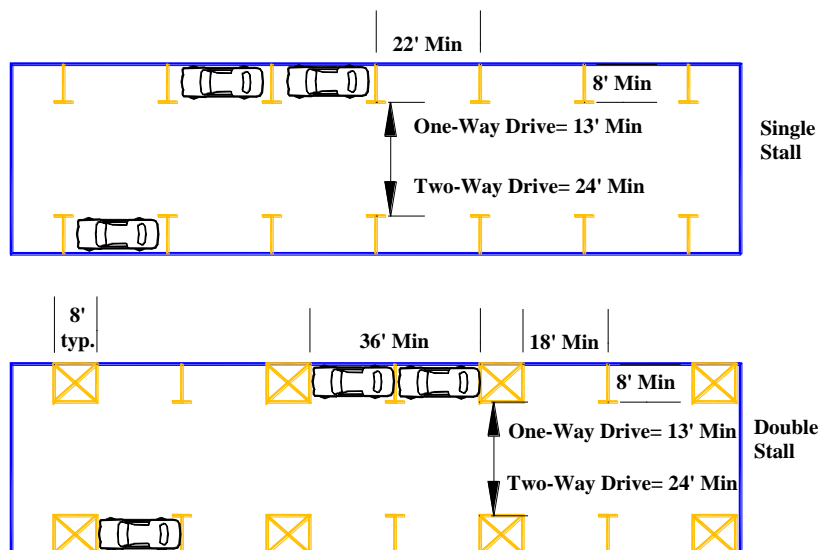 22' Min
8' Min
One-Way Drive= 13' Min
Single
Stall
Two-Way Drive= 24' Min
8'
typ.
36' Min
18' Min
8' Min
One-Way Drive= 13' Min
Double
Stall
Two-Way Drive= 24' Min